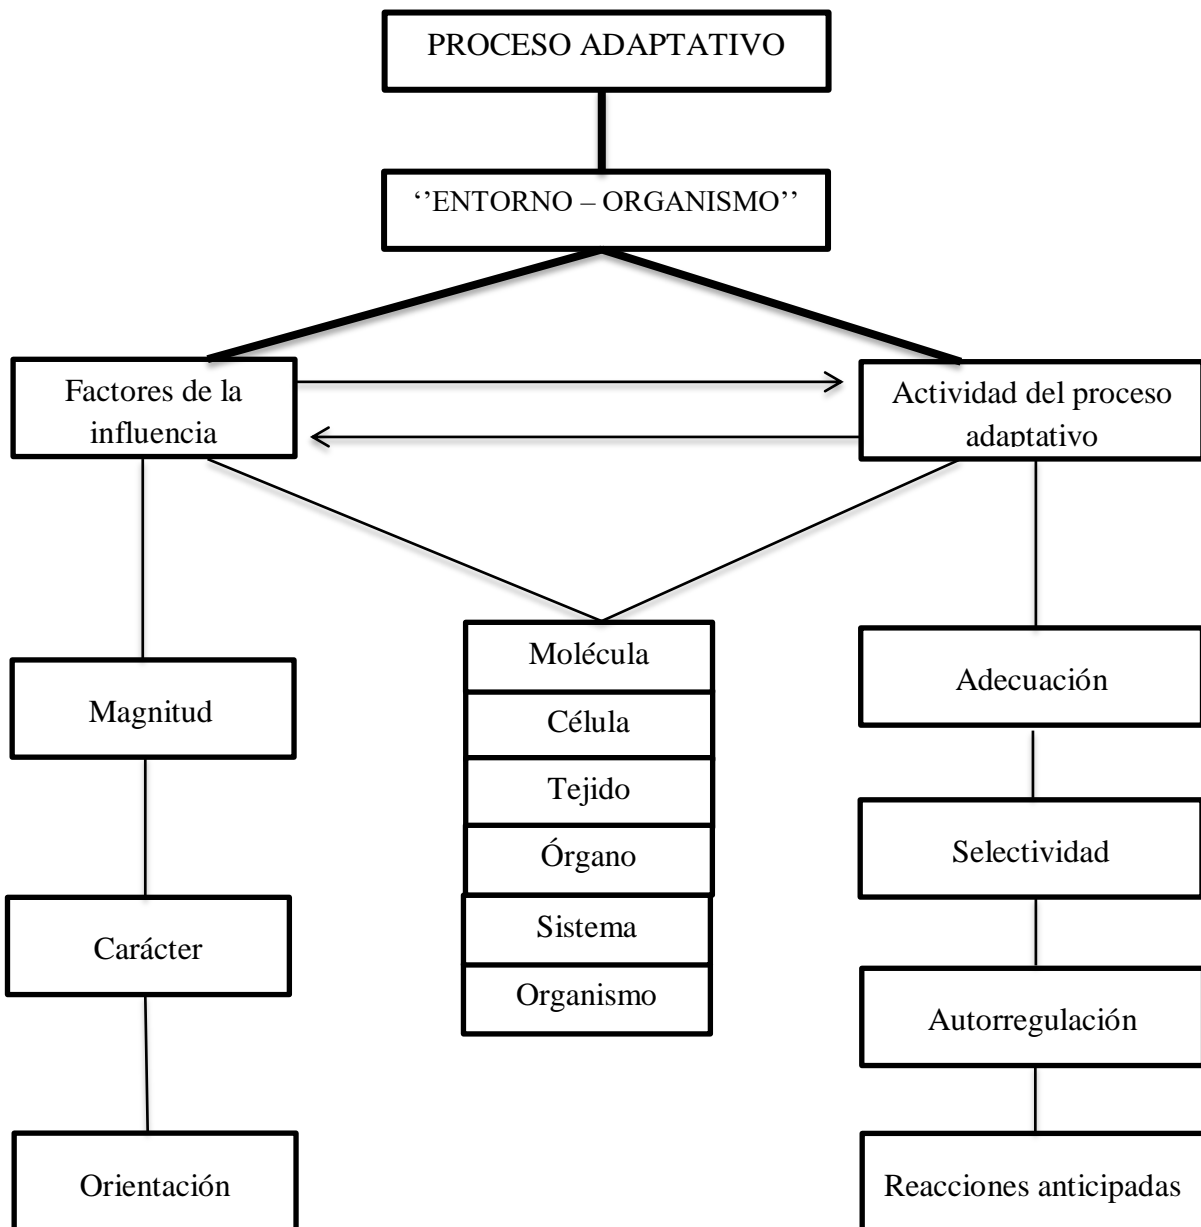 PROCESO ADAPTATIVO
‘’ENTORNO – ORGANISMO’’
Factores de la
influencia
Actividad del proceso
adaptativo
Magnitud
Carácter
Orientación
Molécula
Célula
Tejido
Órgano
Sistema
Organismo
Adecuación
Selectividad
Autorregulación
Reacciones anticipadas